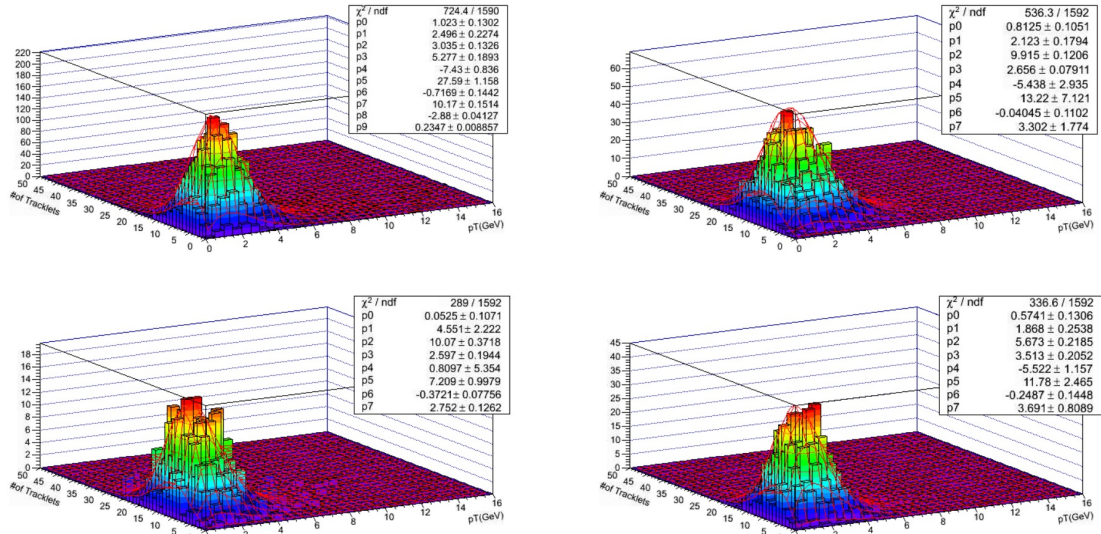 χ² / ndf 724.4 / 1590
p0 1.023 ± 0.1302
p1 2.496 ± 0.2274
p2 3.035 ± 0.1326
p3 5.277 ± 0.1893
p4 -7.43 ± 0.836
p5 27.59 ± 1.158
p6 -0.7169 ± 0.1442
p7 10.17 ± 0.1514
p8 -2.88 ± 0.04127
p9 0.2347 ± 0.008857
220
200
180
160
140
120
100
80
60
40
20
0
50
45
40
35
30
25
20
15
10
5
0
#of Tracklets
0
2
4
6
8
10
12
14
16
pT(GeV)
χ² / ndf 536.3 / 1592
p0 0.8125 ± 0.1051
p1 2.123 ± 0.1794
p2 9.915 ± 0.1206
p3 2.656 ± 0.07911
p4 -5.438 ± 2.935
p5 13.22 ± 7.121
p6 -0.04045 ± 0.1102
p7 3.302 ± 1.774
60
50
40
30
20
10
0
50
45
40
35
30
25
20
15
10
5
0
#of Tracklets
0
2
4
6
8
10
12
14
16
pT(GeV)
χ² / ndf 289 / 1592
p0 0.0525 ± 0.1071
p1 4.551 ± 2.222
p2 10.07 ± 0.3718
p3 2.597 ± 0.1944
p4 0.8097 ± 5.354
p5 7.209 ± 0.9979
p6 -0.3721 ± 0.07756
p7 2.752 ± 0.1262
18
16
14
12
10
8
6
4
2
0
50
45
40
35
30
25
20
15
10
5
0
#of Tracklets
0
2
4
6
8
10
12
14
16
pT(GeV)
χ² / ndf 336.6 / 1592
p0 0.5741 ± 0.1306
p1 1.868 ± 0.2538
p2 5.673 ± 0.2185
p3 3.513 ± 0.2052
p4 -5.522 ± 1.157
p5 11.78 ± 2.465
p6 -0.2487 ± 0.1448
p7 3.691 ± 0.8089
45
40
35
30
25
20
15
10
5
0
50
45
40
35
30
25
20
15
10
5
0
#of Tracklets
0
2
4
6
8
10
12
14
16
pT(GeV)